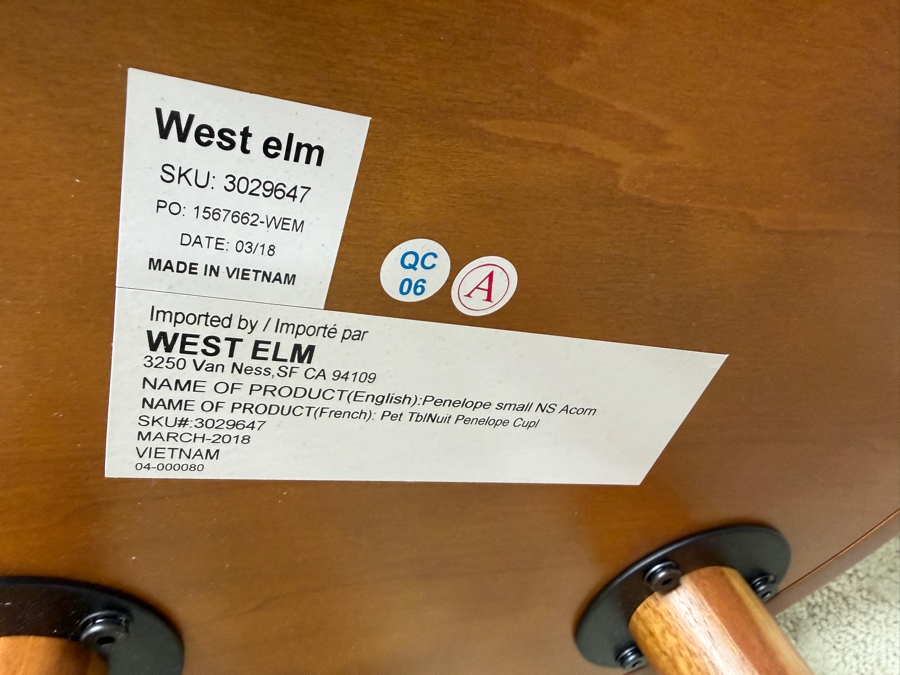 West elm
SKU: 3029647
PO: 1567662-WEM
DATE: 03/18
MADE IN VIETNAM
QC
06
A
Imported by / Importé par
WEST ELM
3250 Van Ness,SF CA 94109
NAME OF PRODUCT(English):Penelope small NS Acorn
NAME OF PRODUCT(French): Pet TblNuit Penelope Cupl
SKU#:3029647
MARCH-2018
VIETNAM
04-000080